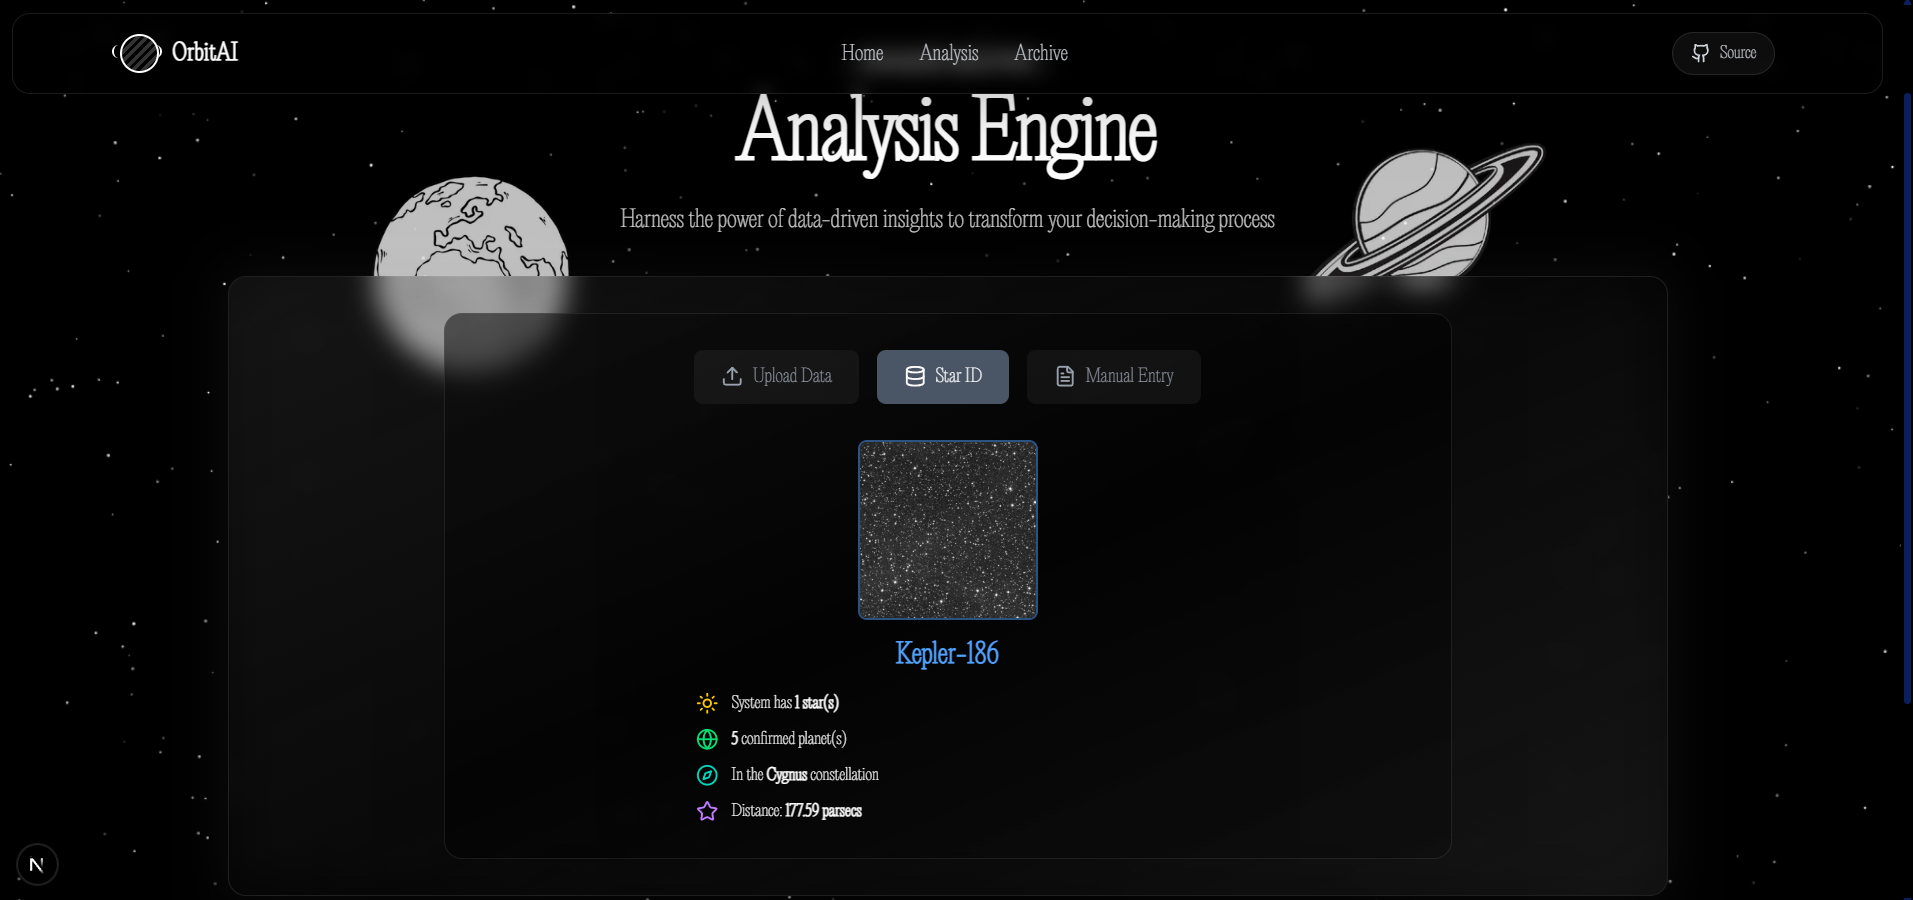 OrbitAI
Home Analysis Archive
Source
Analysis Engine
Harness the power of data-driven insights to transform your decision-making process
Upload Data
Star ID
Manual Entry
Kepler-186
System has 1 star(s)
5 confirmed planet(s)
In the Cygnus constellation
Distance: 177.59 parsecs
N